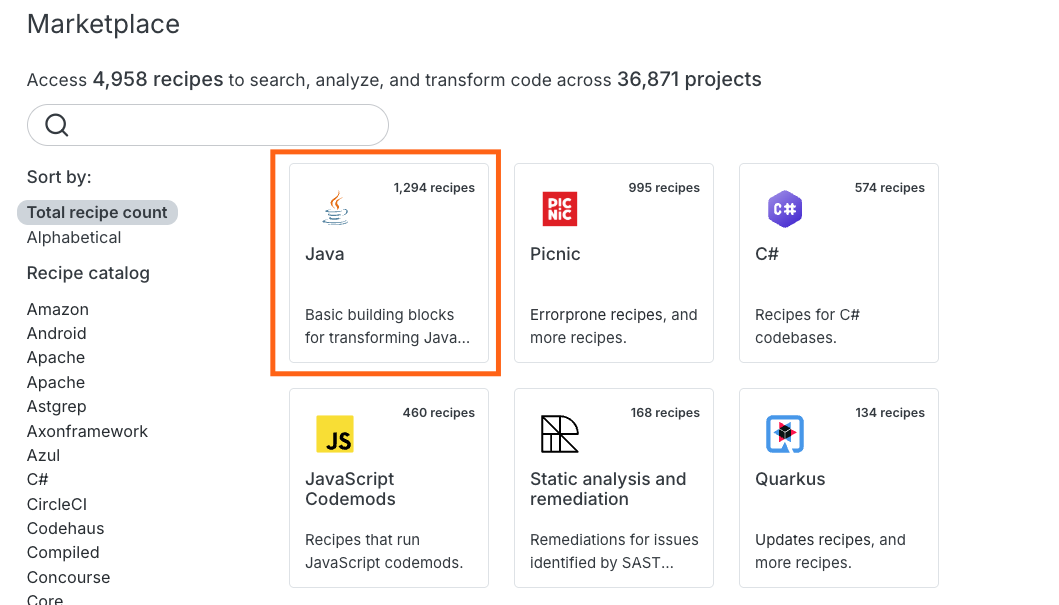 Marketplace
Access 4,958 recipes to search, analyze, and transform code across 36,871 projects
Sort by:
Total recipe count
Alphabetical
Recipe catalog
Amazon
Android
Apache
Apache
Astgrep
Axonframework
Azul
C#
CircleCI
Codehaus
Compiled
Concourse
Core
1,294 recipes
Java
Basic building blocks
for transforming Java...
995 recipes
PIC
NIC
Picnic
Errorprone recipes, and
more recipes.
574 recipes
C#
C#
Recipes for C#
codebases.
460 recipes
JS
JavaScript
Codemods
Recipes that run
JavaScript codemods.
168 recipes
Static analysis and
remediation
Remediations for issues
identified by SAST...
134 recipes
Quarkus
Updates recipes, and
more recipes.